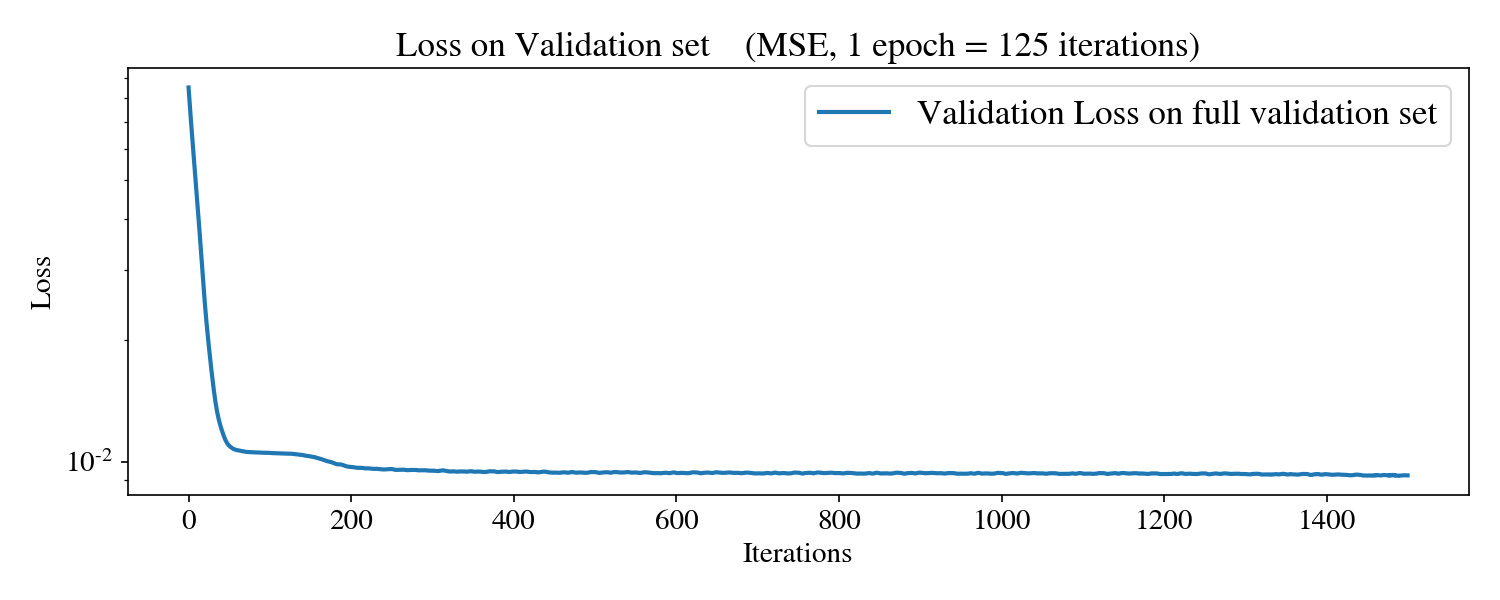 Loss on Validation set    (MSE, 1 epoch = 125 iterations)
Validation Loss on full validation set
Loss
10⁻²
0 200 400 600 800 1000 1200 1400
Iterations